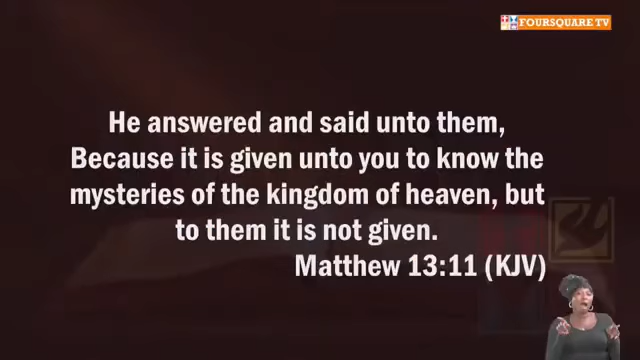 FOURSQUARE TV
He answered and said unto them,
Because it is given unto you to know the
mysteries of the kingdom of heaven, but
to them it is not given.
Matthew 13:11 (KJV)